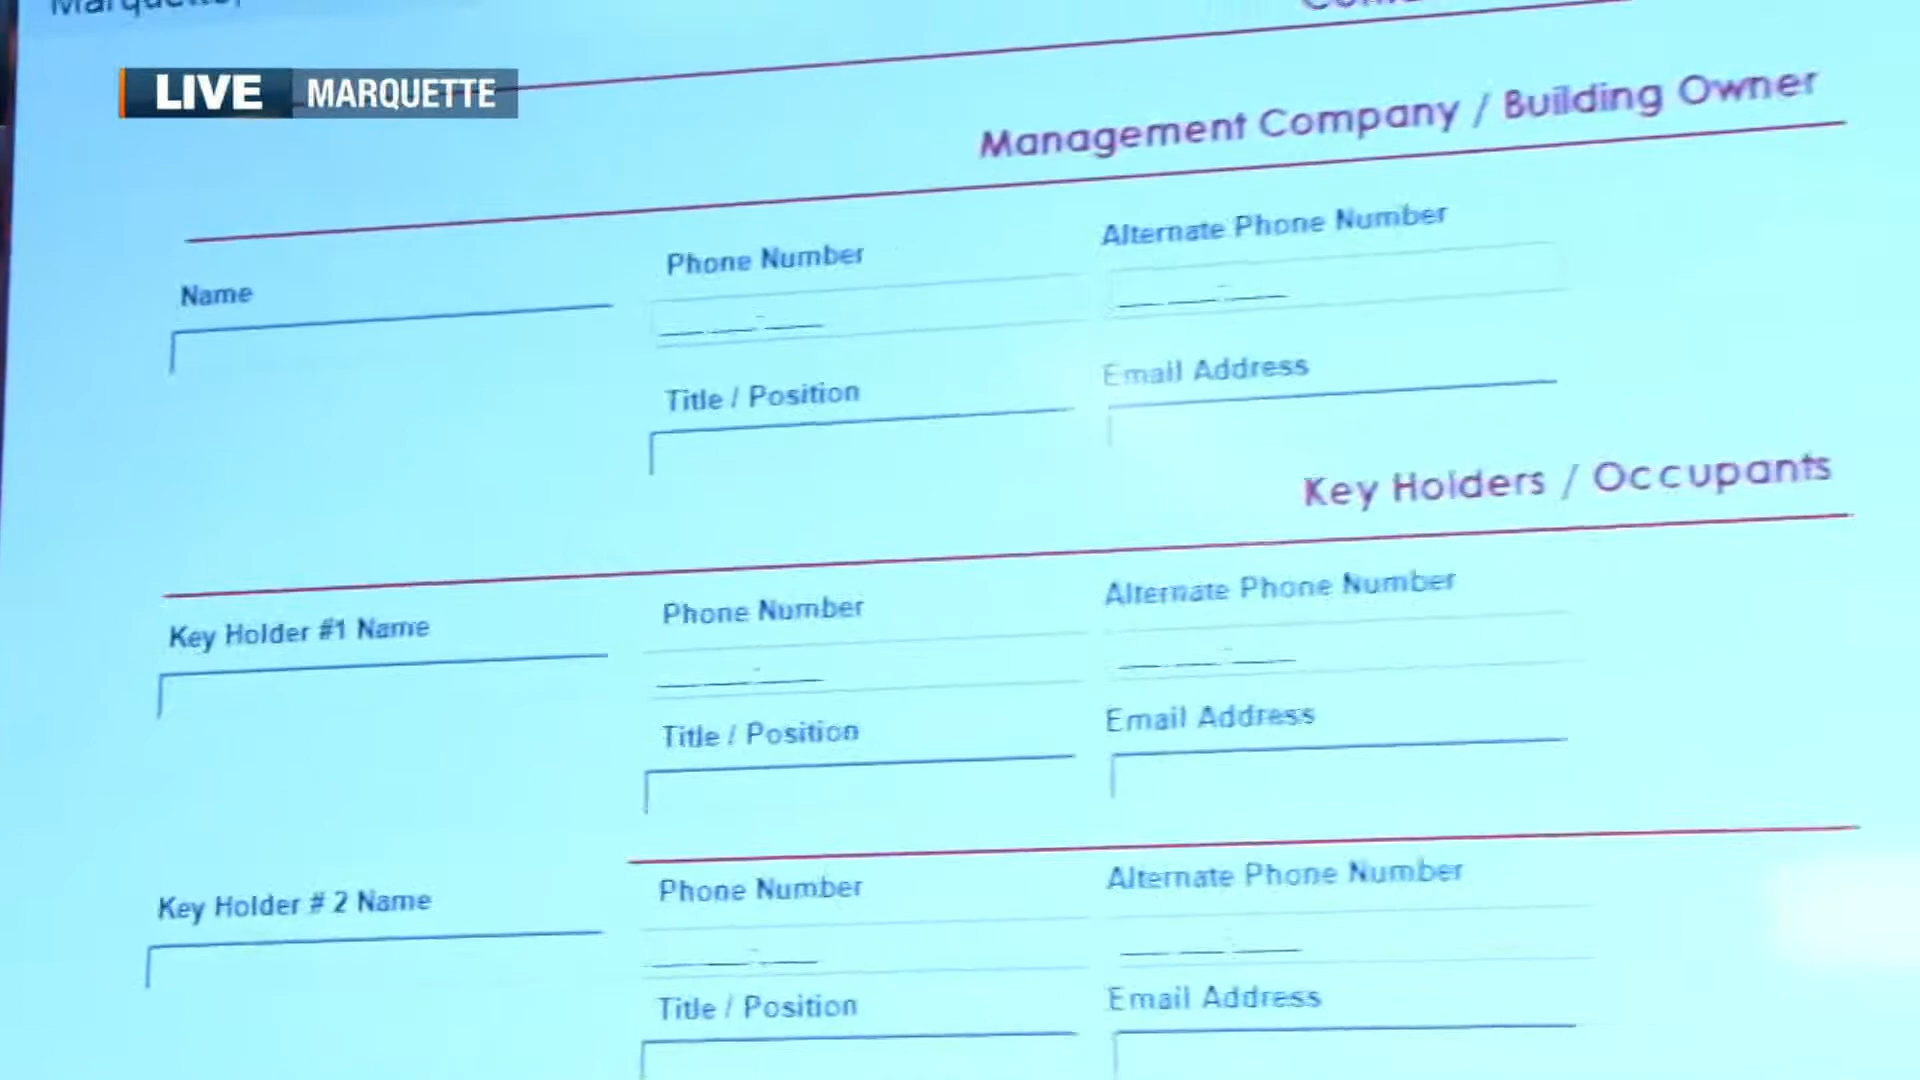 LIVE MARQUETTE
Management Company / Building Owner
Name
Phone Number
Alternate Phone Number
Title / Position
Email Address
Key Holders / Occupants
Key Holder #1 Name
Phone Number
Alternate Phone Number
Title / Position
Email Address
Key Holder # 2 Name
Phone Number
Alternate Phone Number
Title / Position
Email Address